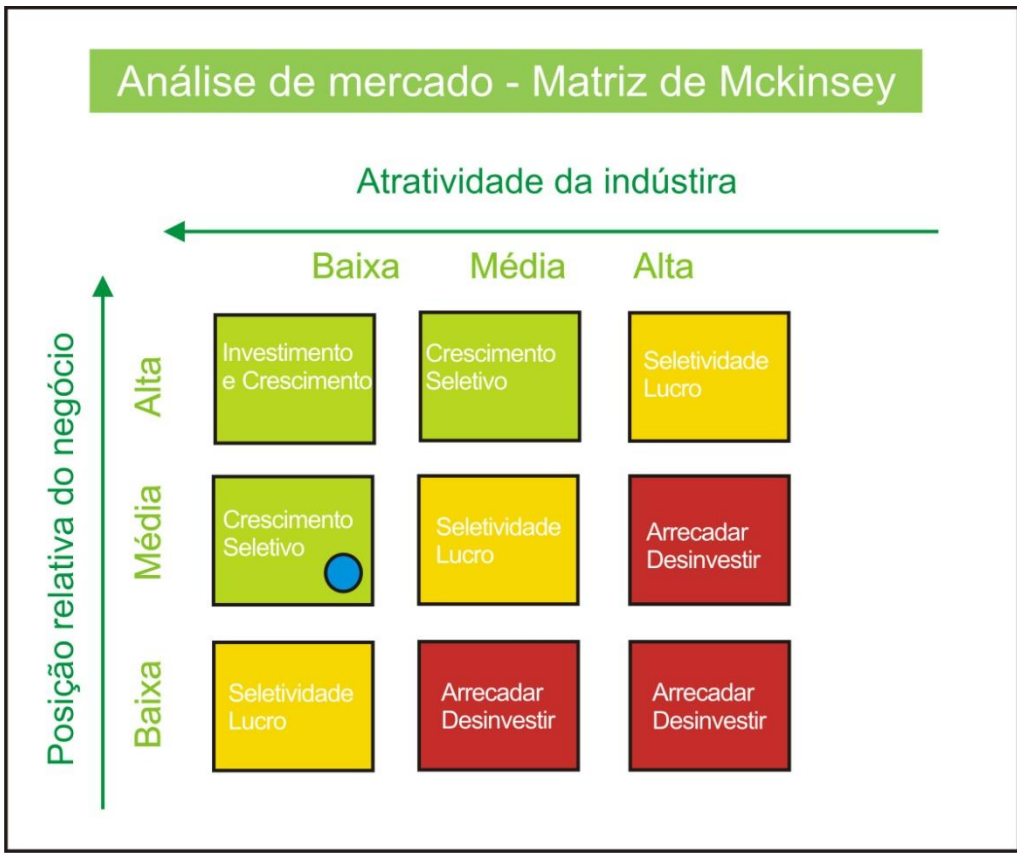 Análise de mercado - Matriz de Mckinsey
Atratividade da indústira
Baixa Média Alta
Posição relativa do negócio
Alta
Investimento
e Crescimento
Crescimento
Seletivo
Seletividade
Lucro
Média
Crescimento
Seletivo
Seletividade
Lucro
Arrecadar
Desinvestir
Baixa
Seletividade
Lucro
Arrecadar
Desinvestir
Arrecadar
Desinvestir